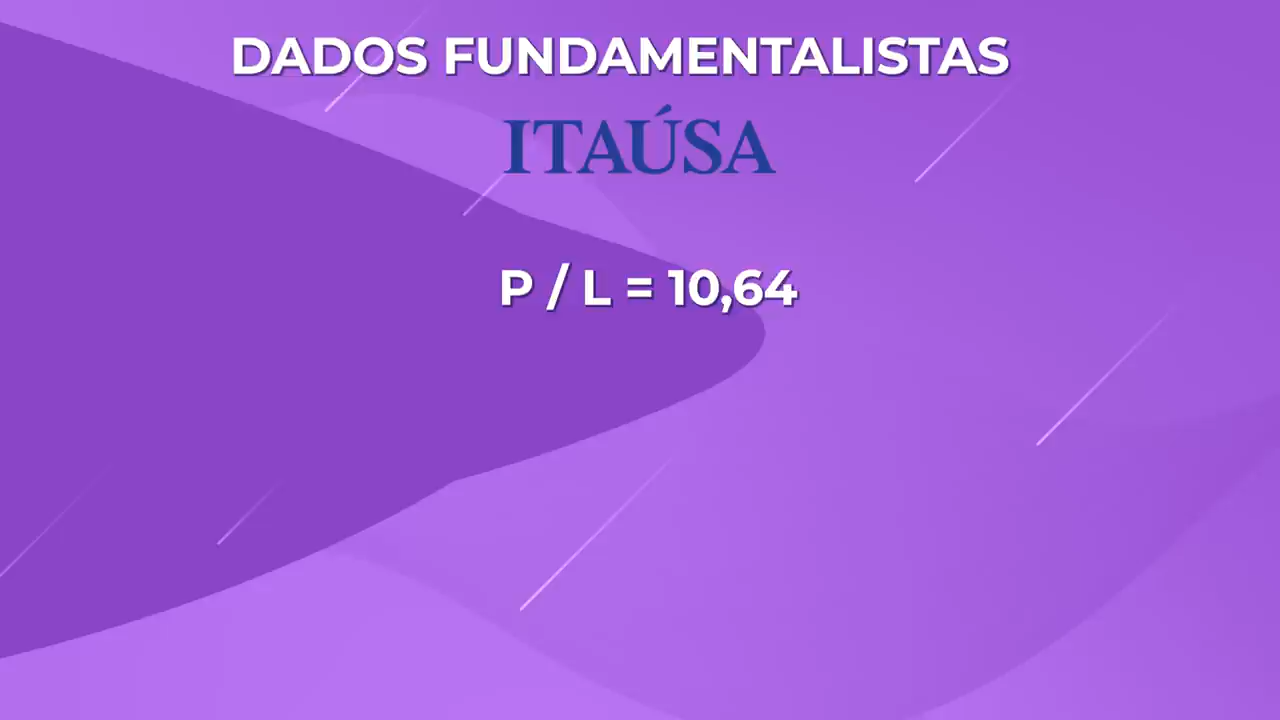 DADOS FUNDAMENTALISTAS
ITAÚSA
P / L = 10,64